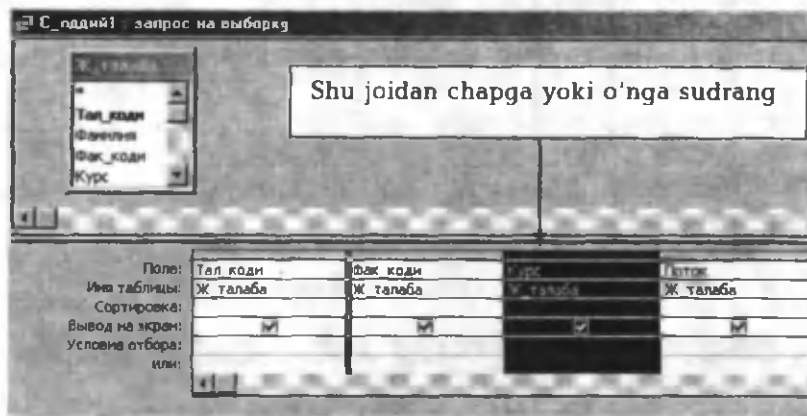 С_оддий1 запрос на выборку
Ж_талаба
*
Тал_коди
Фамилия
Фак_коди
Курс
Shu joidan chapga yoki o'ngа sudrang
Поле: Тал_коди Фак_коди Курс Поток
Имя таблицы: Ж_талаба Ж_талаба Ж_талаба Ж_талаба
Сортировка:
Вывод на экран:
Условие отбора:
или: